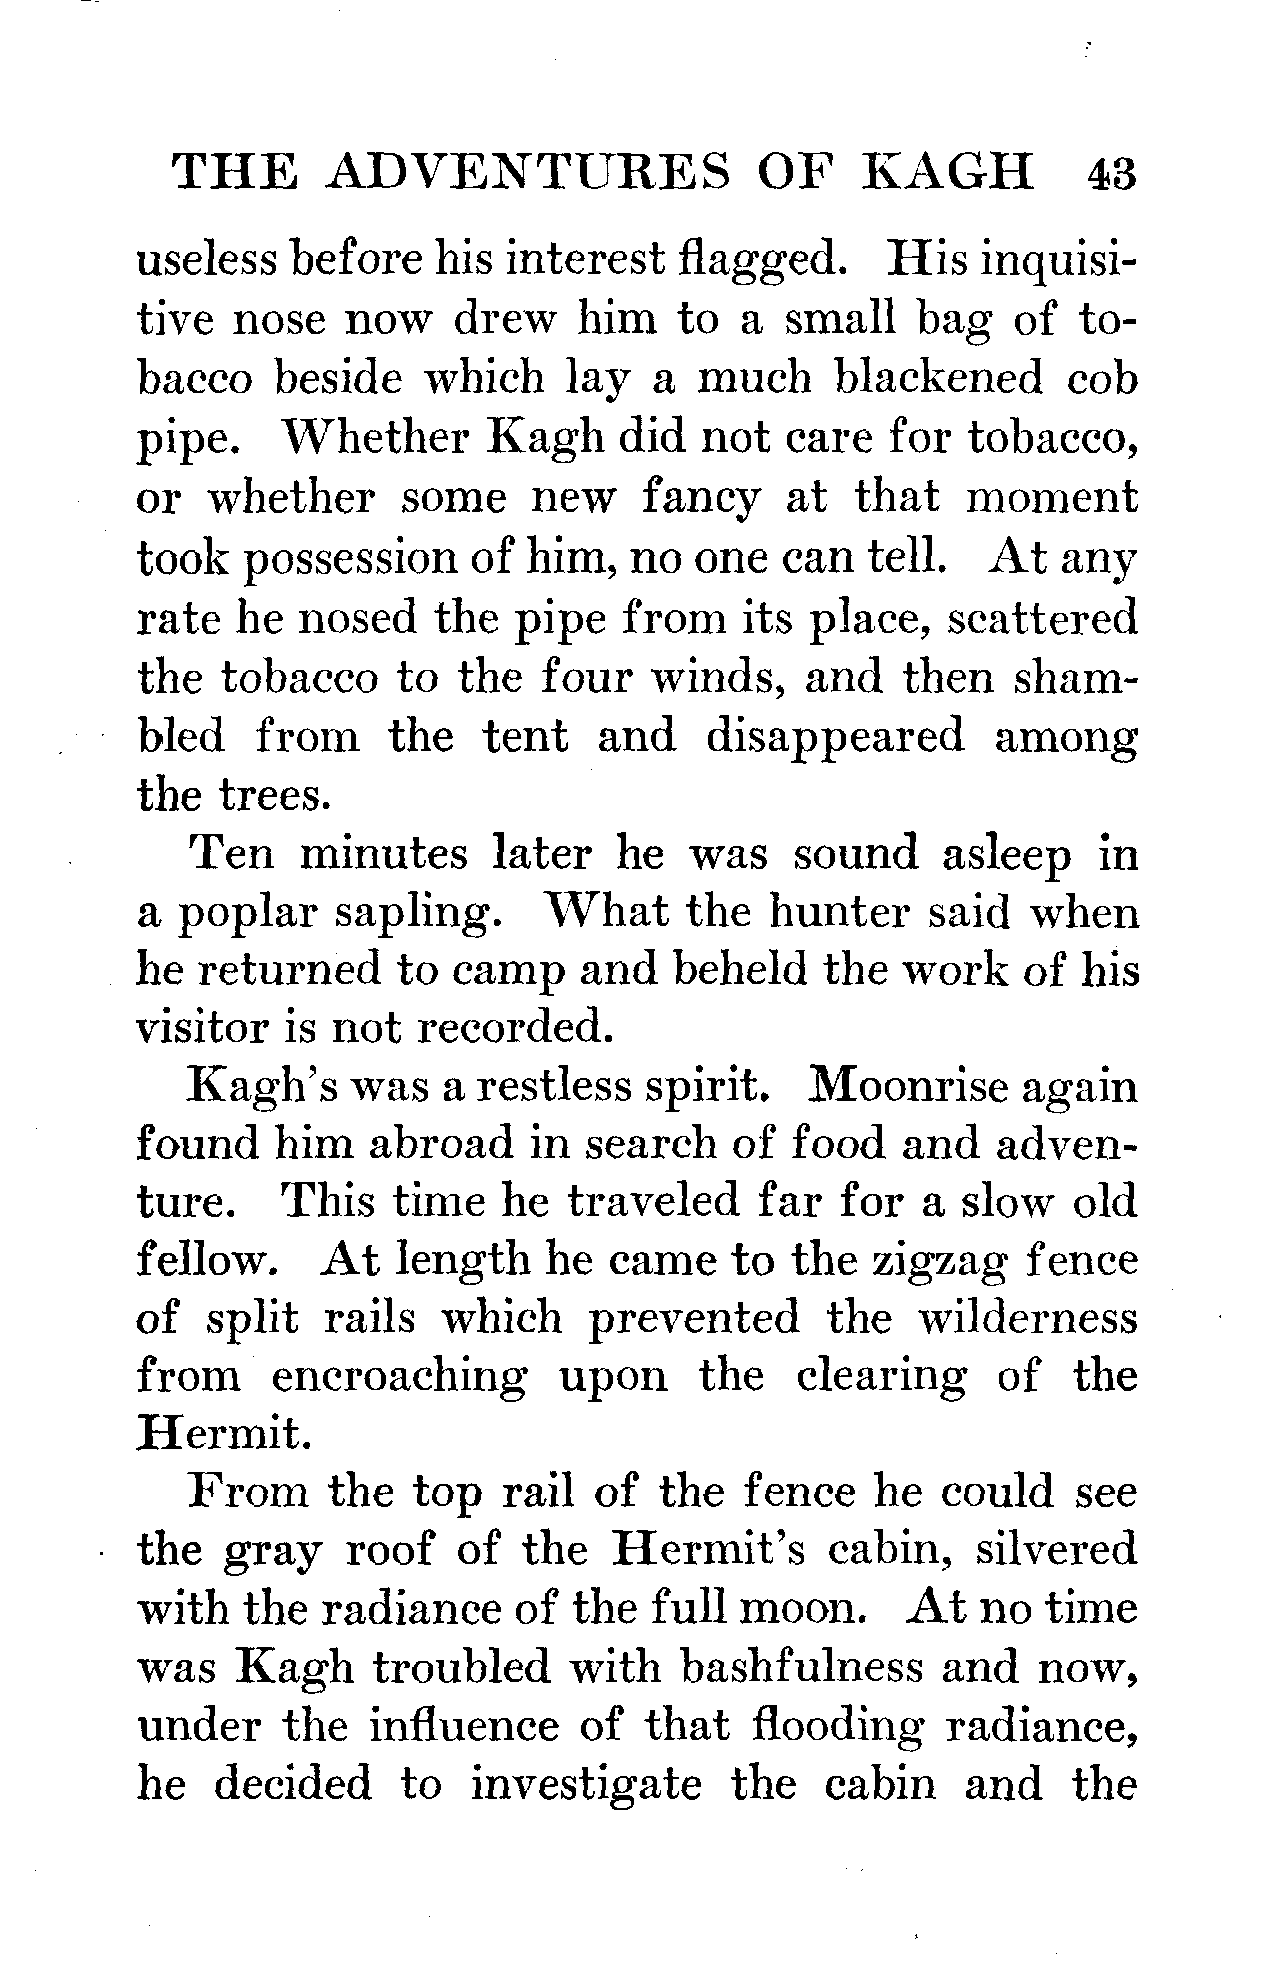 THE ADVENTURES OF KAGH 43
useless before his interest flagged. His inquisi-
tive nose now drew him to a small bag of to-
bacco beside which lay a much blackened cob
pipe. Whether Kagh did not care for tobacco,
or whether some new fancy at that moment
took possession of him, no one can tell. At any
rate he nosed the pipe from its place, scattered
the tobacco to the four winds, and then sham-
bled from the tent and disappeared among
the trees.
Ten minutes later he was sound asleep in
a poplar sapling. What the hunter said when
he returned to camp and beheld the work of his
visitor is not recorded.
Kagh's was a restless spirit. Moonrise again
found him abroad in search of food and adven-
ture. This time he traveled far for a slow old
fellow. At length he came to the zigzag fence
of split rails which prevented the wilderness
from encroaching upon the clearing of the
Hermit.
From the top rail of the fence he could see
the gray roof of the Hermit's cabin, silvered
with the radiance of the full moon. At no time
was Kagh troubled with bashfulness and now,
under the influence of that flooding radiance,
he decided to investigate the cabin and the